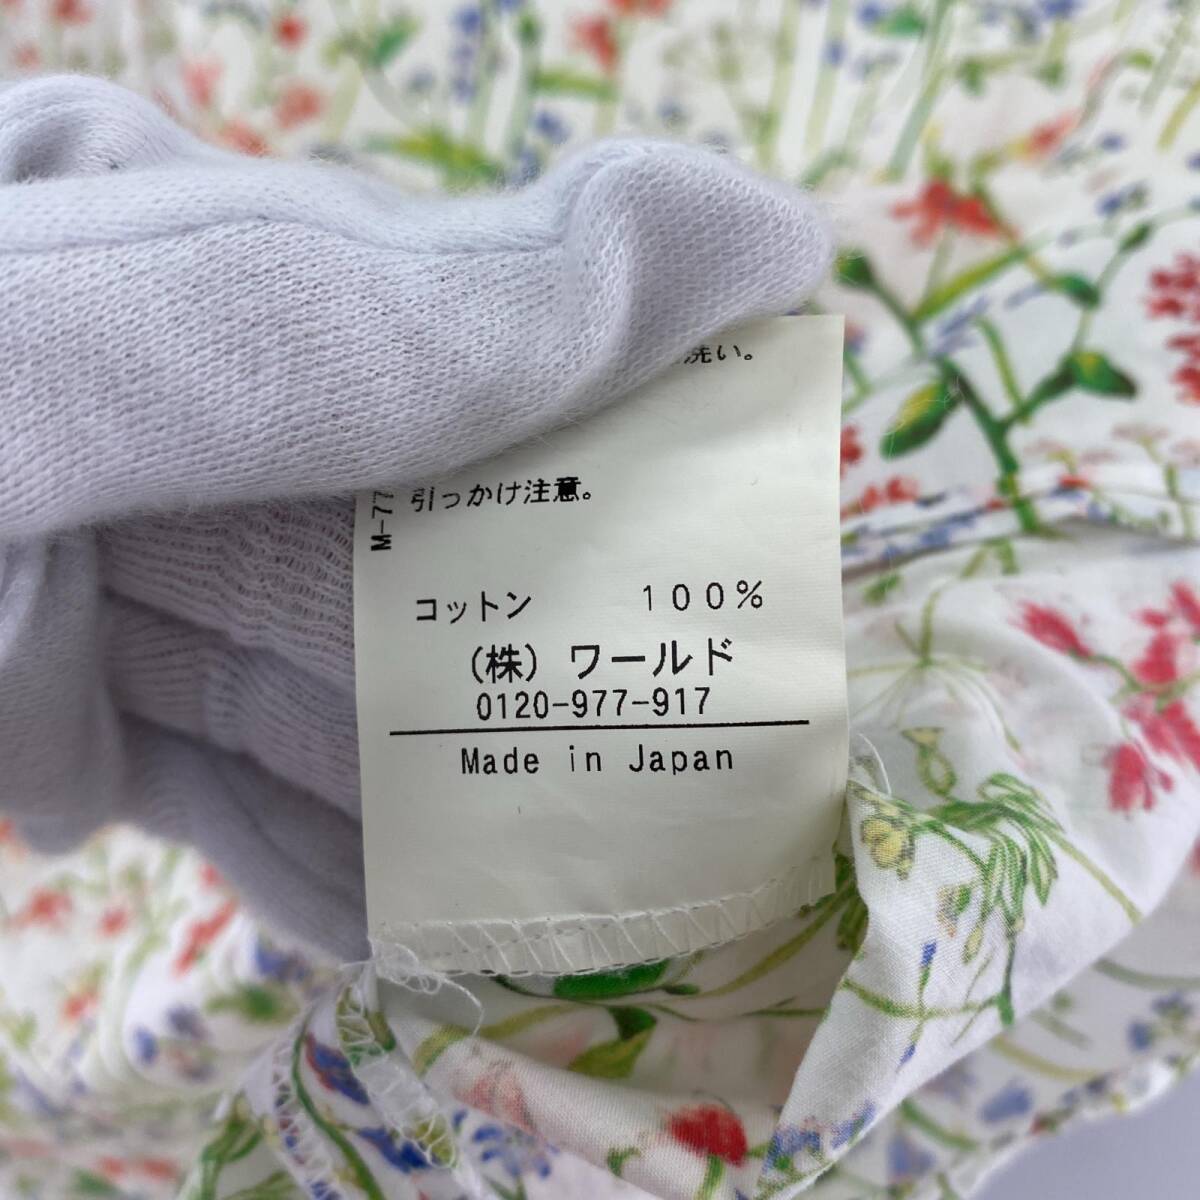 洗い。
引っかけ注意。
M-77
コットン 100%
(株) ワールド
0120-977-917
Made in Japan